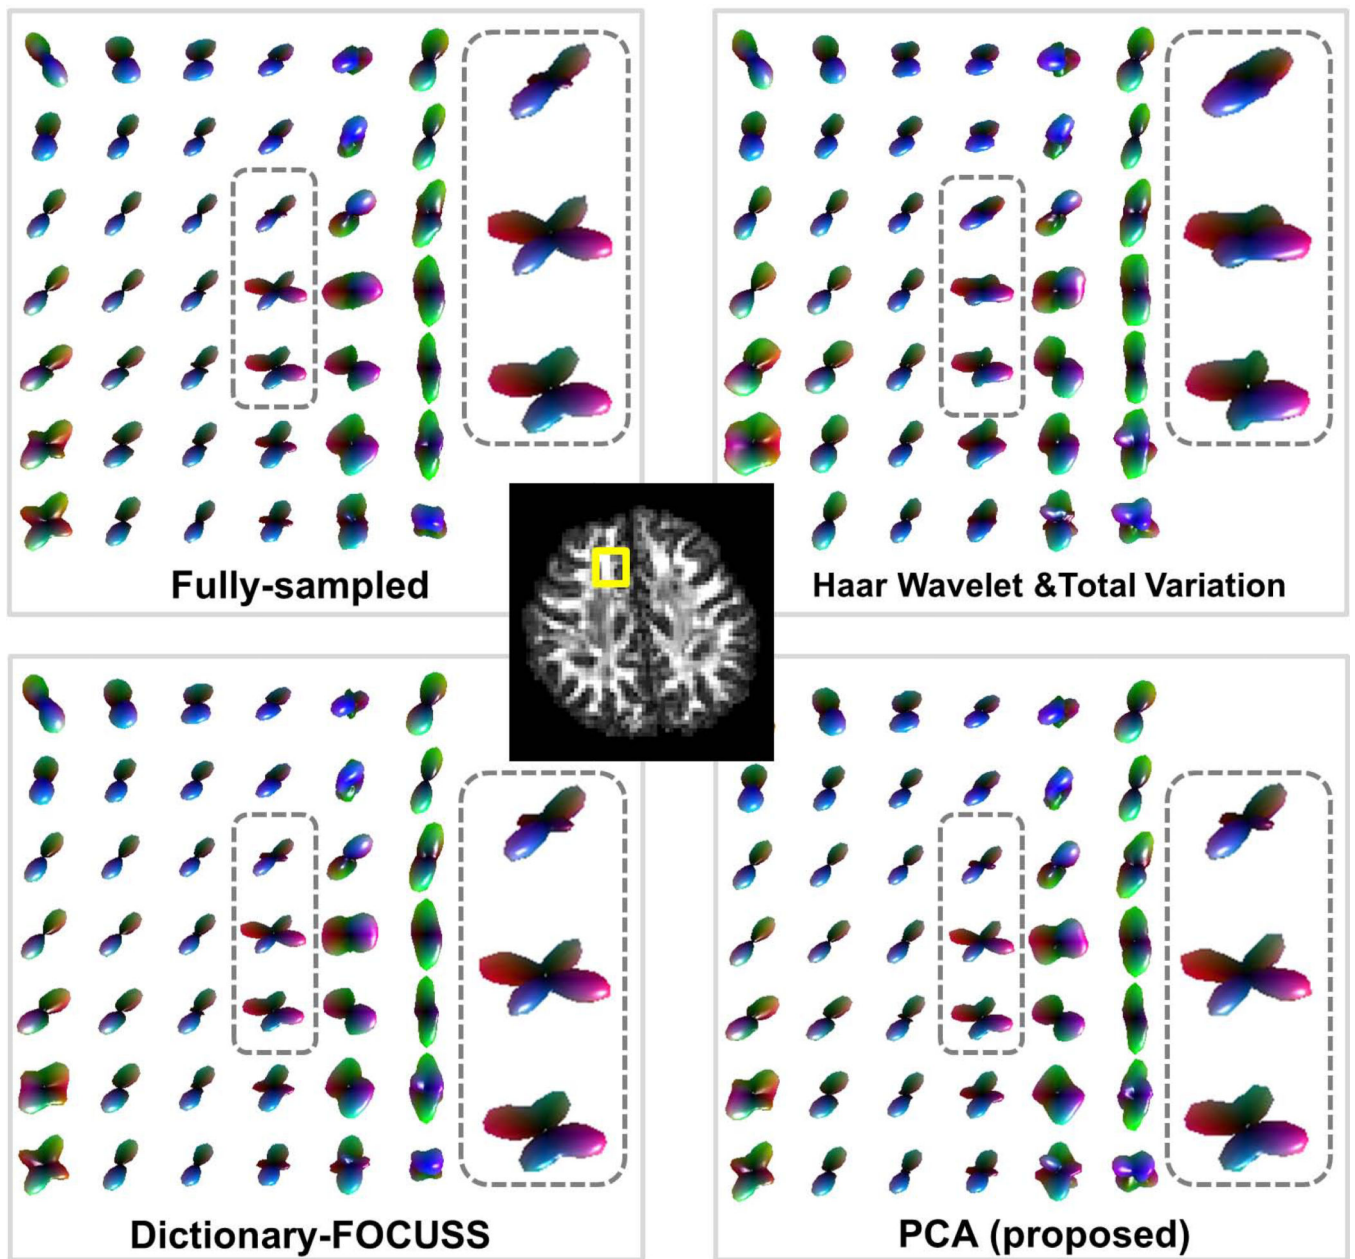 Fully-sampled
Haar Wavelet &Total Variation
Dictionary-FOCUSS
PCA (proposed)